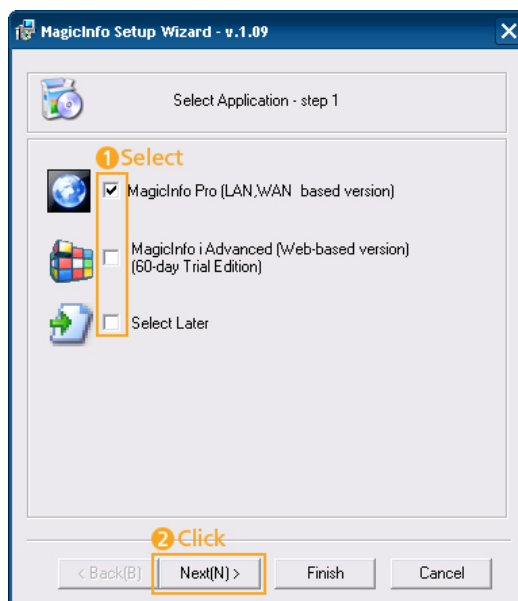 MagicInfo Setup Wizard - v.1.09
Select Application - step 1
1 Select
MagicInfo Pro (LAN,WAN based version)
MagicInfo i Advanced (Web-based version)
(60-day Trial Edition)
Select Later
2 Click
< Back(B)
Next(N) >
Finish
Cancel